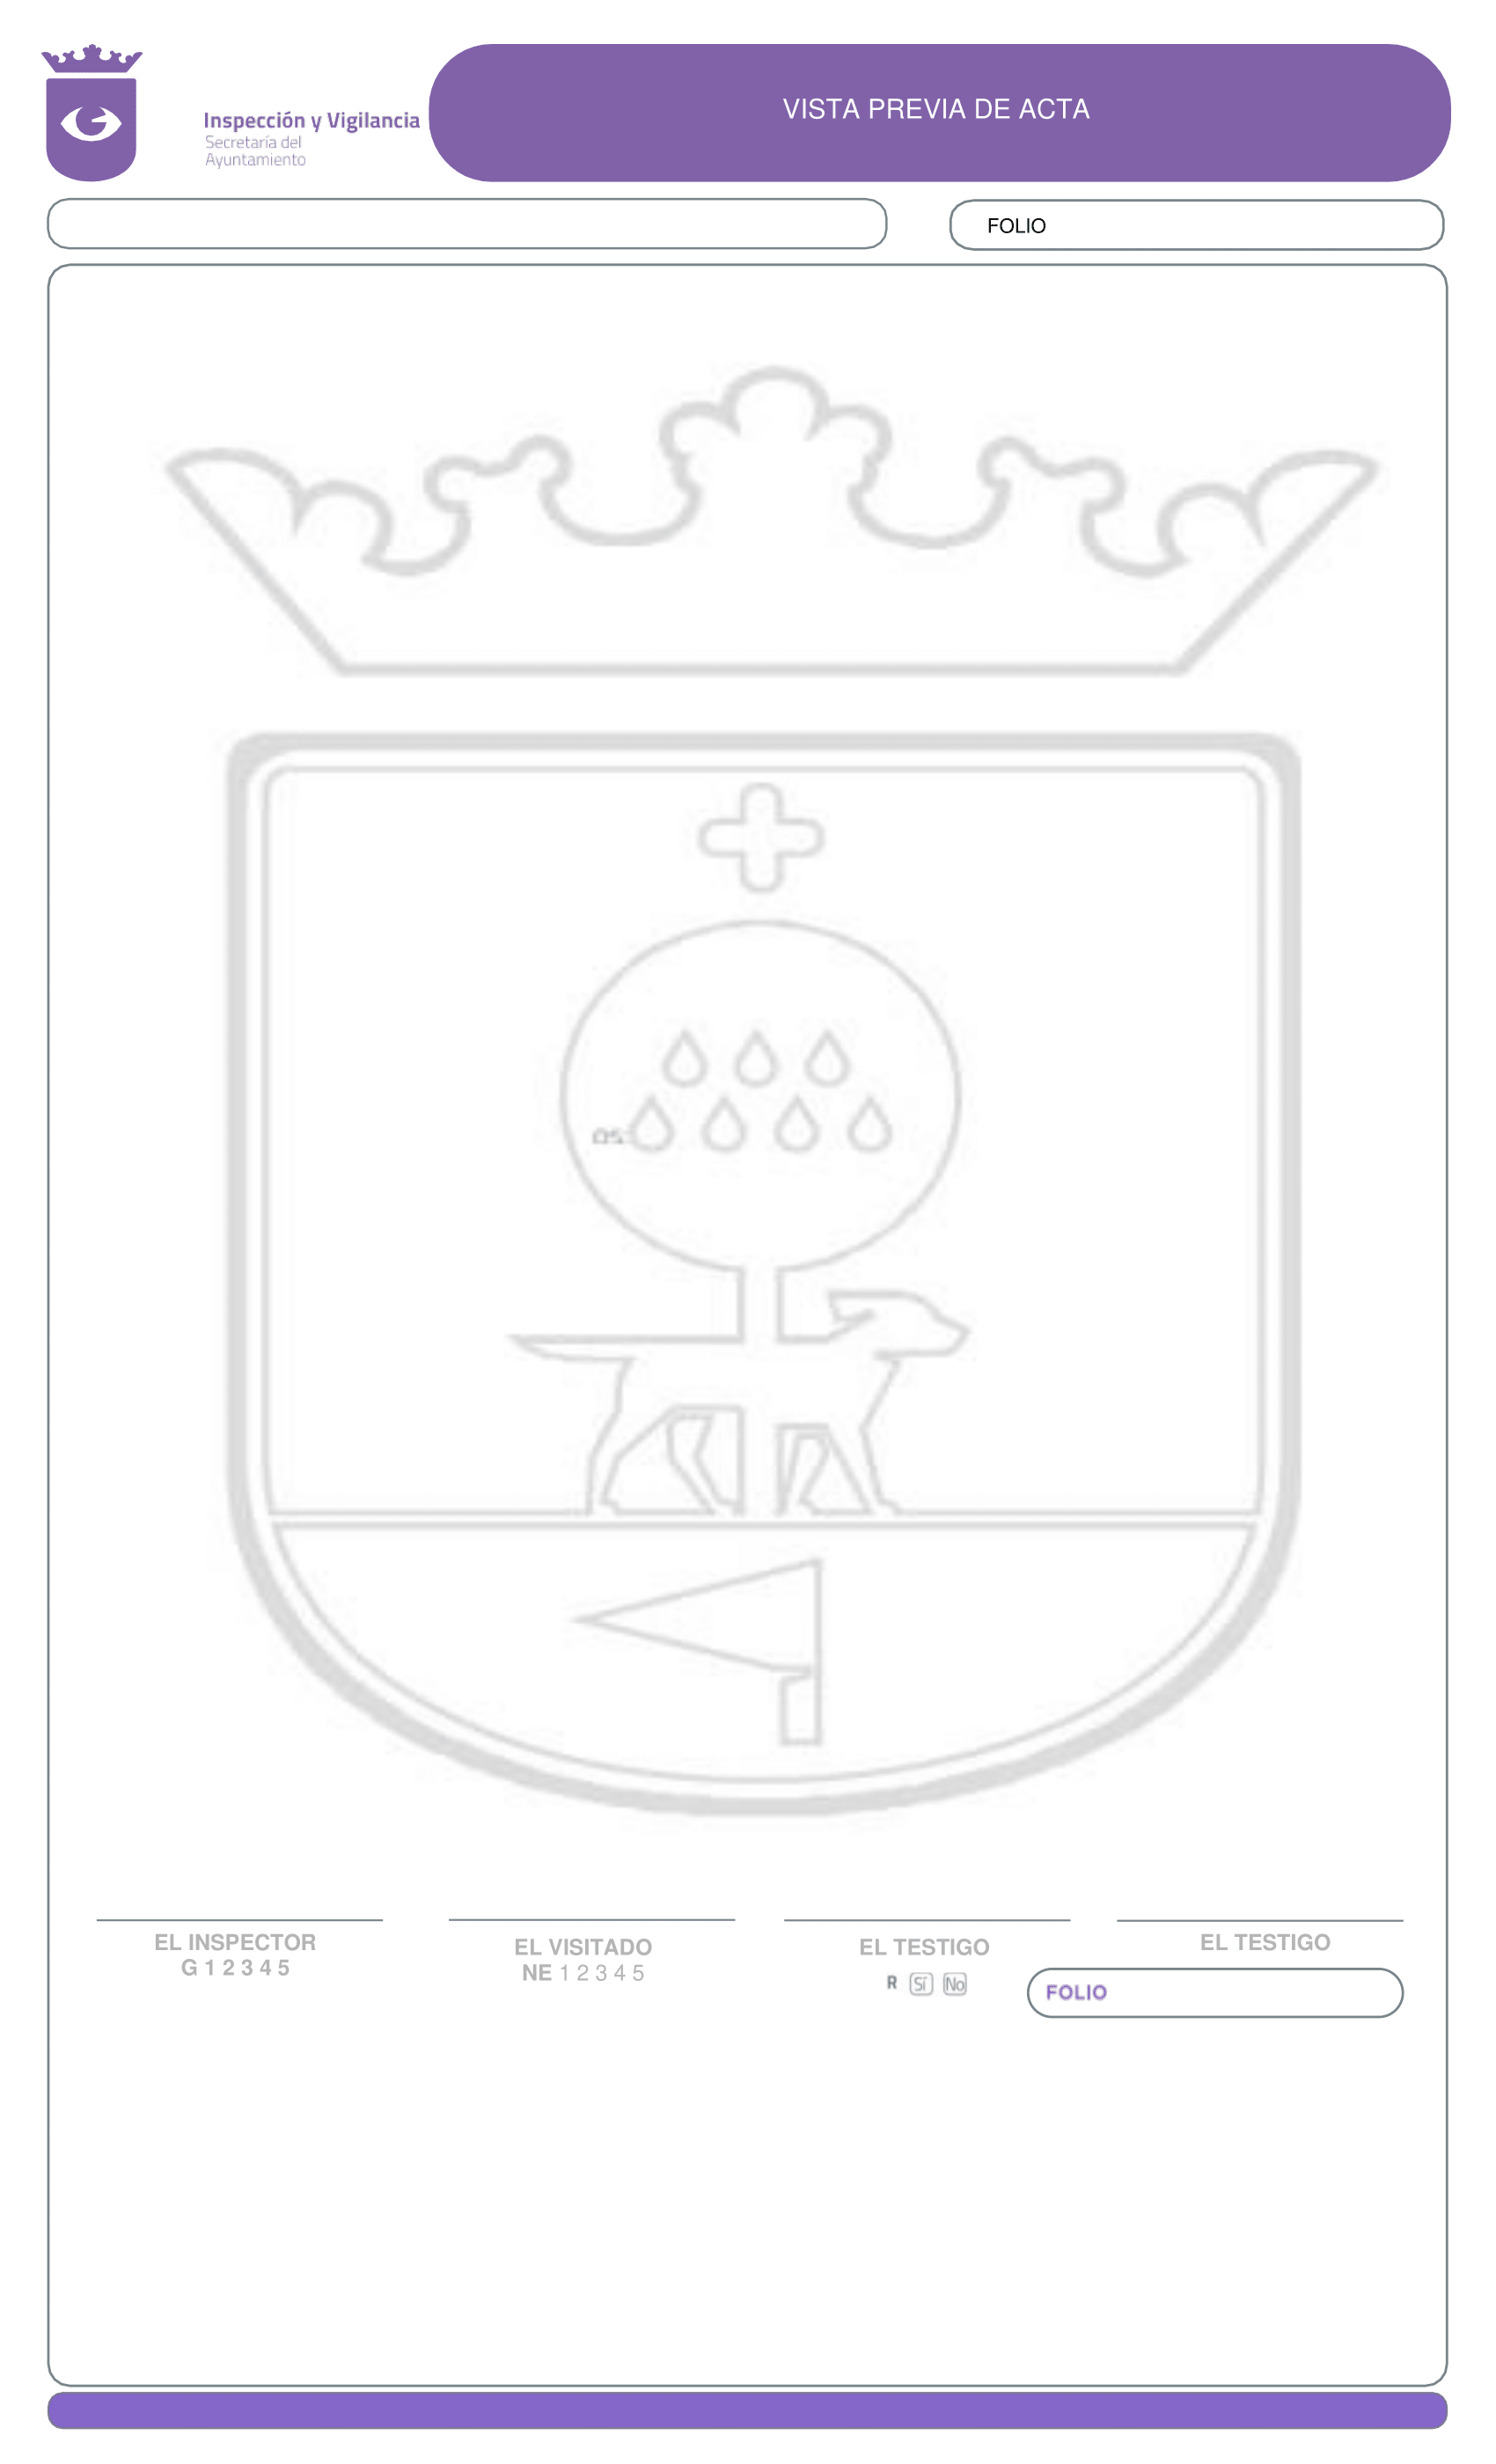 VISTA PREVIA DE ACTA
Inspección y Vigilancia
Secretaría del
Ayuntamiento
FOLIO
EL INSPECTOR
G 1 2 3 4 5
EL VISITADO
NE 1 2 3 4 5
EL TESTIGO
R Sí No
EL TESTIGO
FOLIO